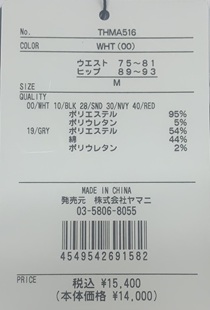 No. THMA516
COLOR WHT(00)
ウエスト 75－81
ヒップ 89－93
SIZE M
QUALITY
00/WHT 10/BLK 28/SND 30/NVY 40/RED
ポリエステル 95%
ポリウレタン 5%
19/GRY ポリエステル 54%
綿 44%
ポリウレタン 2%
MADE IN CHINA
発売元 株式会社ヤマニ
03-5806-8055
4549542691582
PRICE 税込 ¥15,400
(本体価格 ¥14,000)